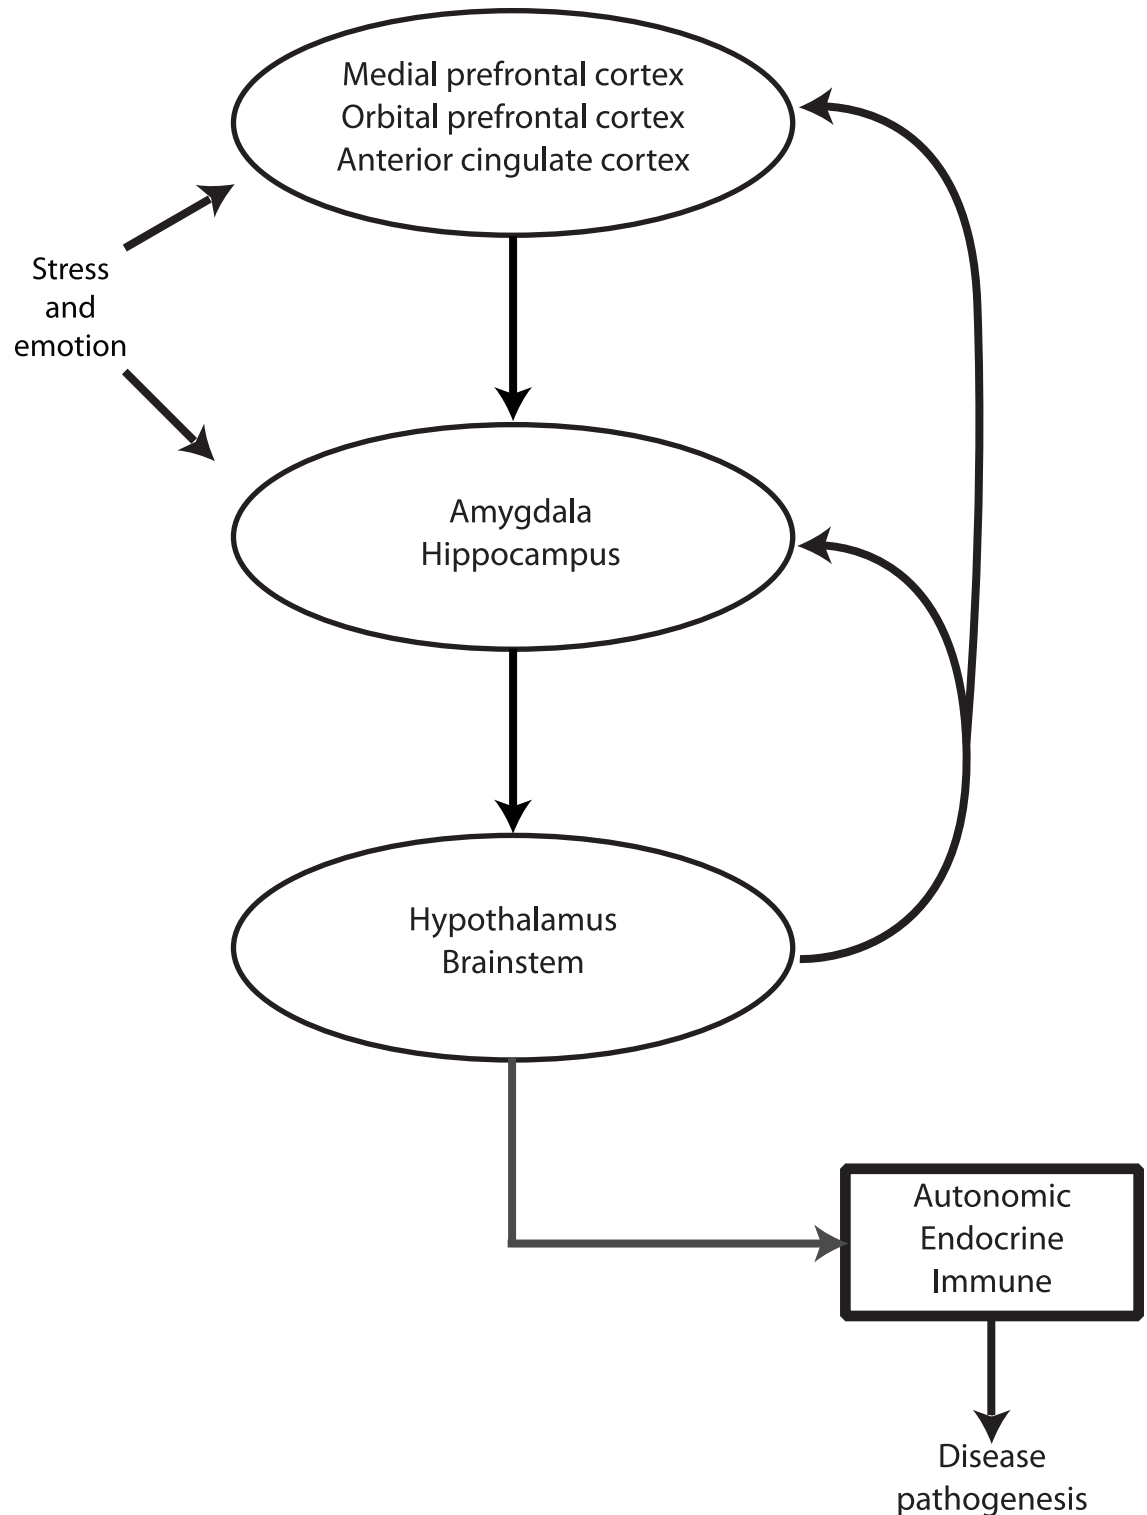 Medial prefrontal cortex
Orbital prefrontal cortex
Anterior cingulate cortex
Stress
and
emotion
Amygdala
Hippocampus
Hypothalamus
Brainstem
Autonomic
Endocrine
Immune
Disease
pathogenesis